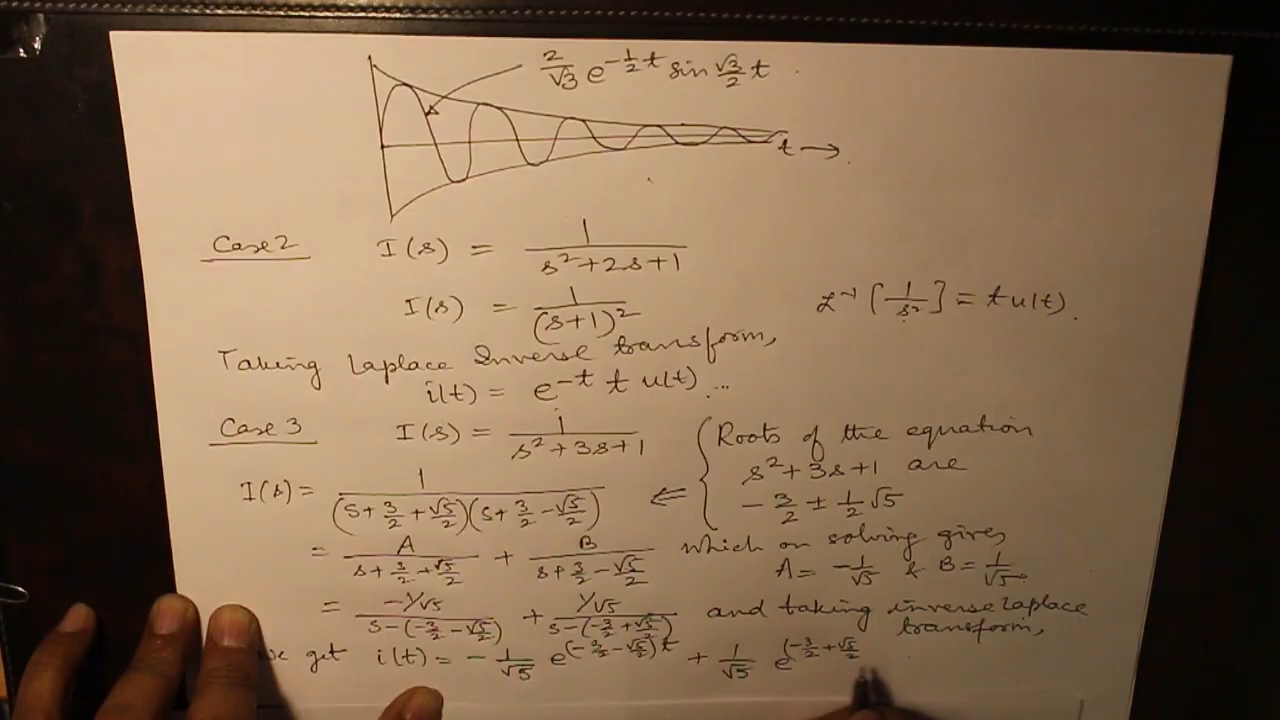 2/√3 e^(-1/2 t) sin √3/2 t
t →
Case 2 I(s) = 1/(s²+2s+1)
I(s) = 1/(s+1)² ℒ⁻¹[1/s²] = t u(t).
Taking Laplace Inverse transform,
i(t) = e^(-t) t u(t) ...
Case 3 I(s) = 1/(s²+3s+1) { Roots of the equation
s²+3s+1 are
I(s) = 1/((s+3/2+√5/2)(s+3/2-√5/2)) ⇐ -3/2 ± 1/2 √5
= A/(s+3/2+√5/2) + B/(s+3/2-√5/2) which on solving gives
A = -1/√5 & B = 1/√5.
= (-1/√5)/(s-(-3/2-√5/2)) + (1/√5)/(s-(-3/2+√5/2)) and taking inverse laplace
transform,
we get i(t) = -1/√5 e^((-3/2-√5/2)t) + 1/√5 e^((-3/2+√5/2